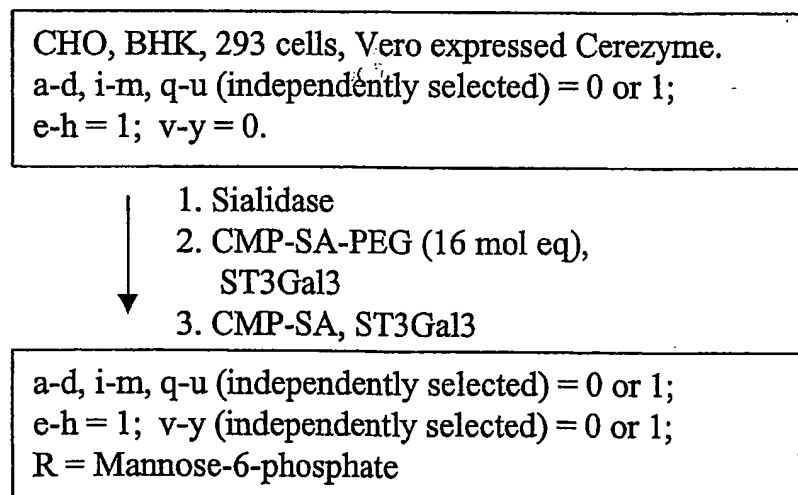 CHO, BHK, 293 cells, Vero expressed Cerezyme.
a-d, i-m, q-u (independently selected) = 0 or 1;
e-h = 1; v-y = 0.
1. Sialidase
2. CMP-SA-PEG (16 mol eq),
ST3Gal3
3. CMP-SA, ST3Gal3
a-d, i-m, q-u (independently selected) = 0 or 1;
e-h = 1; v-y (independently selected) = 0 or 1;
R = Mannose-6-phosphate